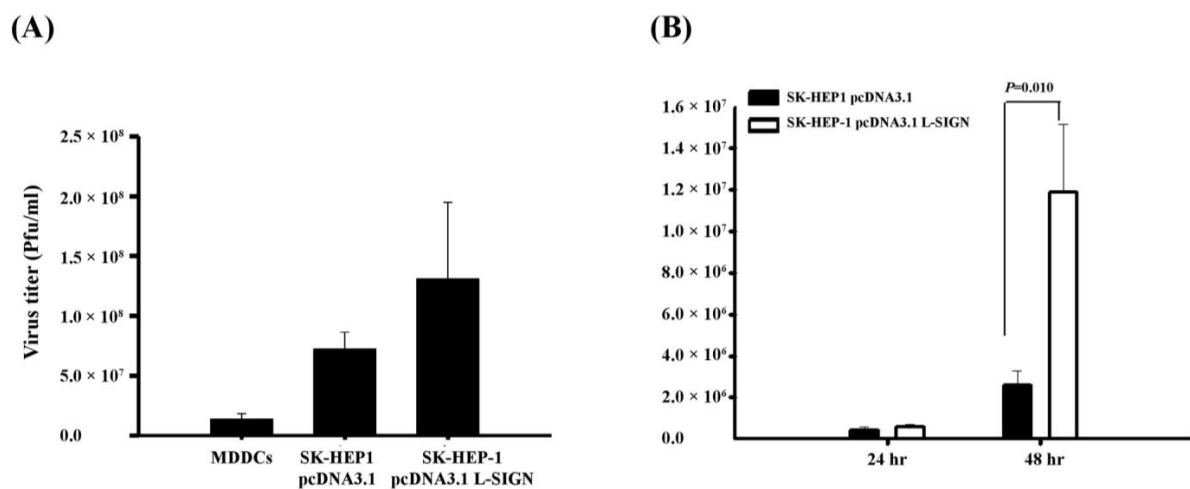 (A)
Virus titer (Pfu/ml)
2.5 × 10⁸
2.0 × 10⁸
1.5 × 10⁸
1.0 × 10⁸
5.0 × 10⁷
0.0
MDDCs
SK-HEP1
pcDNA3.1
SK-HEP-1
pcDNA3.1 L-SIGN
(B)
SK-HEP1 pcDNA3.1
SK-HEP-1 pcDNA3.1 L-SIGN
P=0.010
1.6 × 10⁷
1.4 × 10⁷
1.2 × 10⁷
1.0 × 10⁷
8.0 × 10⁶
6.0 × 10⁶
4.0 × 10⁶
2.0 × 10⁶
0.0
24 hr
48 hr